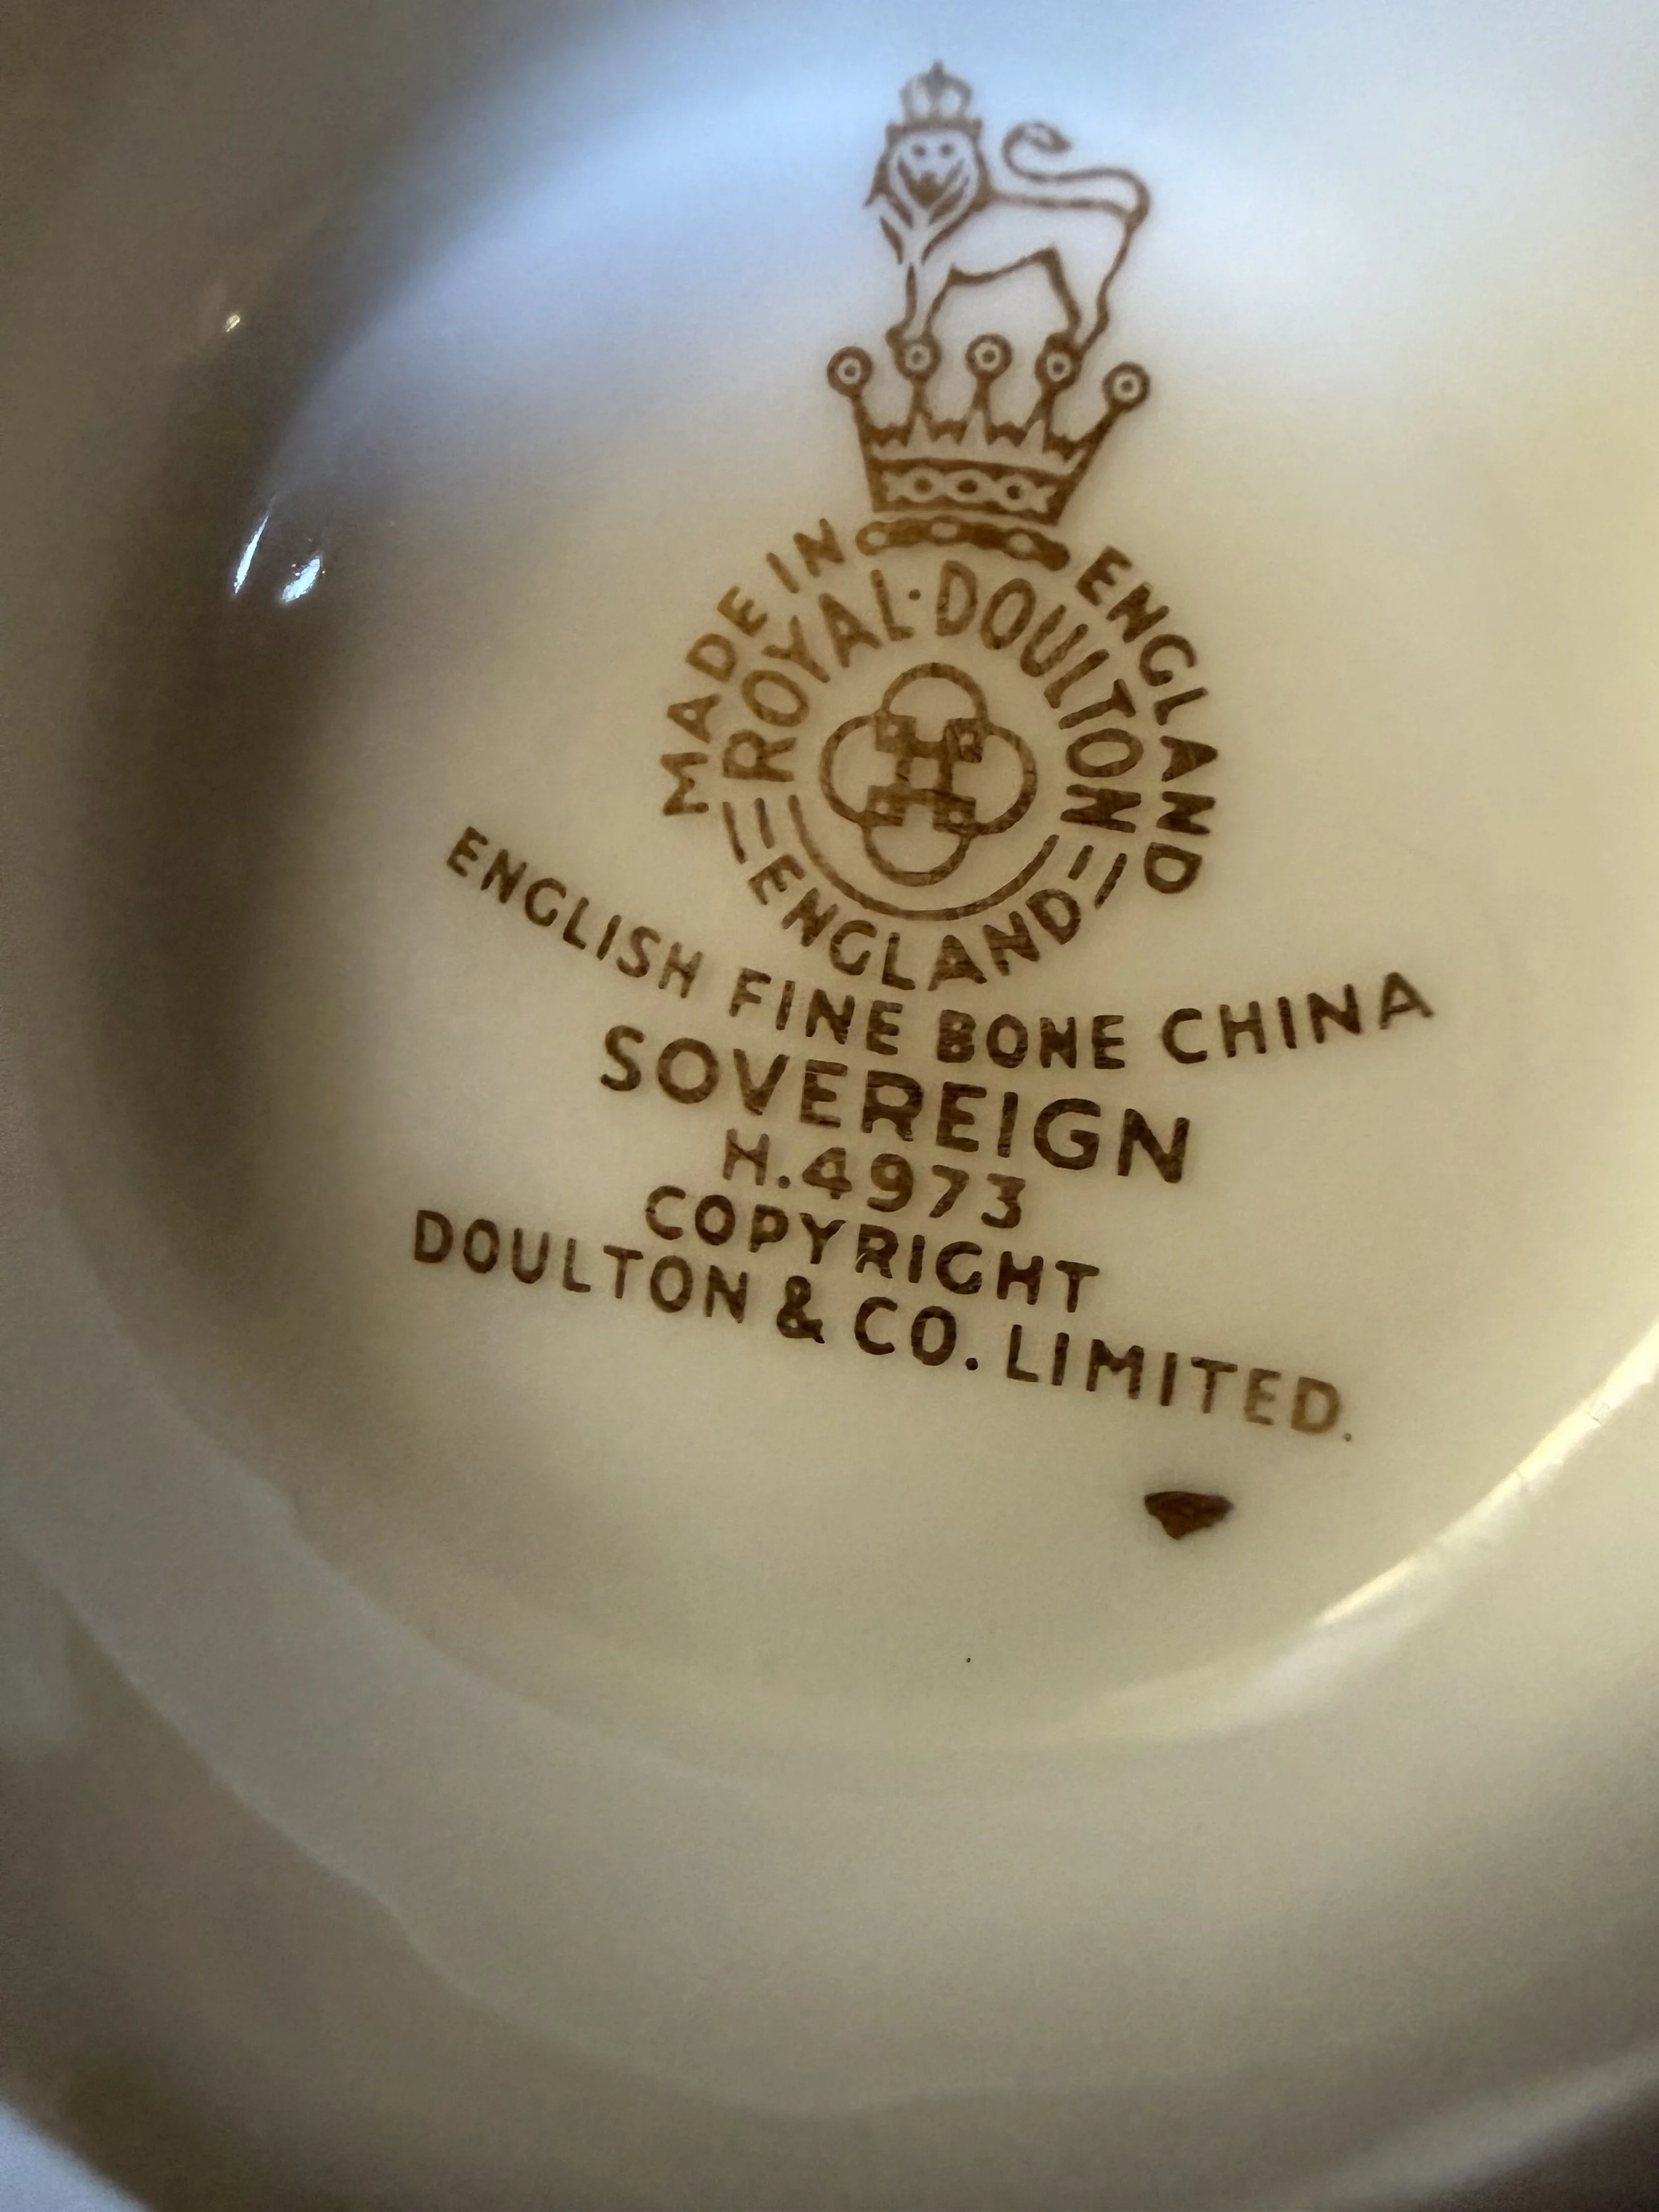 MADE IN ENGLAND
ROYAL·DOULTON
ENGLAND
ENGLISH FINE BONE CHINA
SOVEREIGN
H.4973
COPYRIGHT
DOULTON & CO. LIMITED.